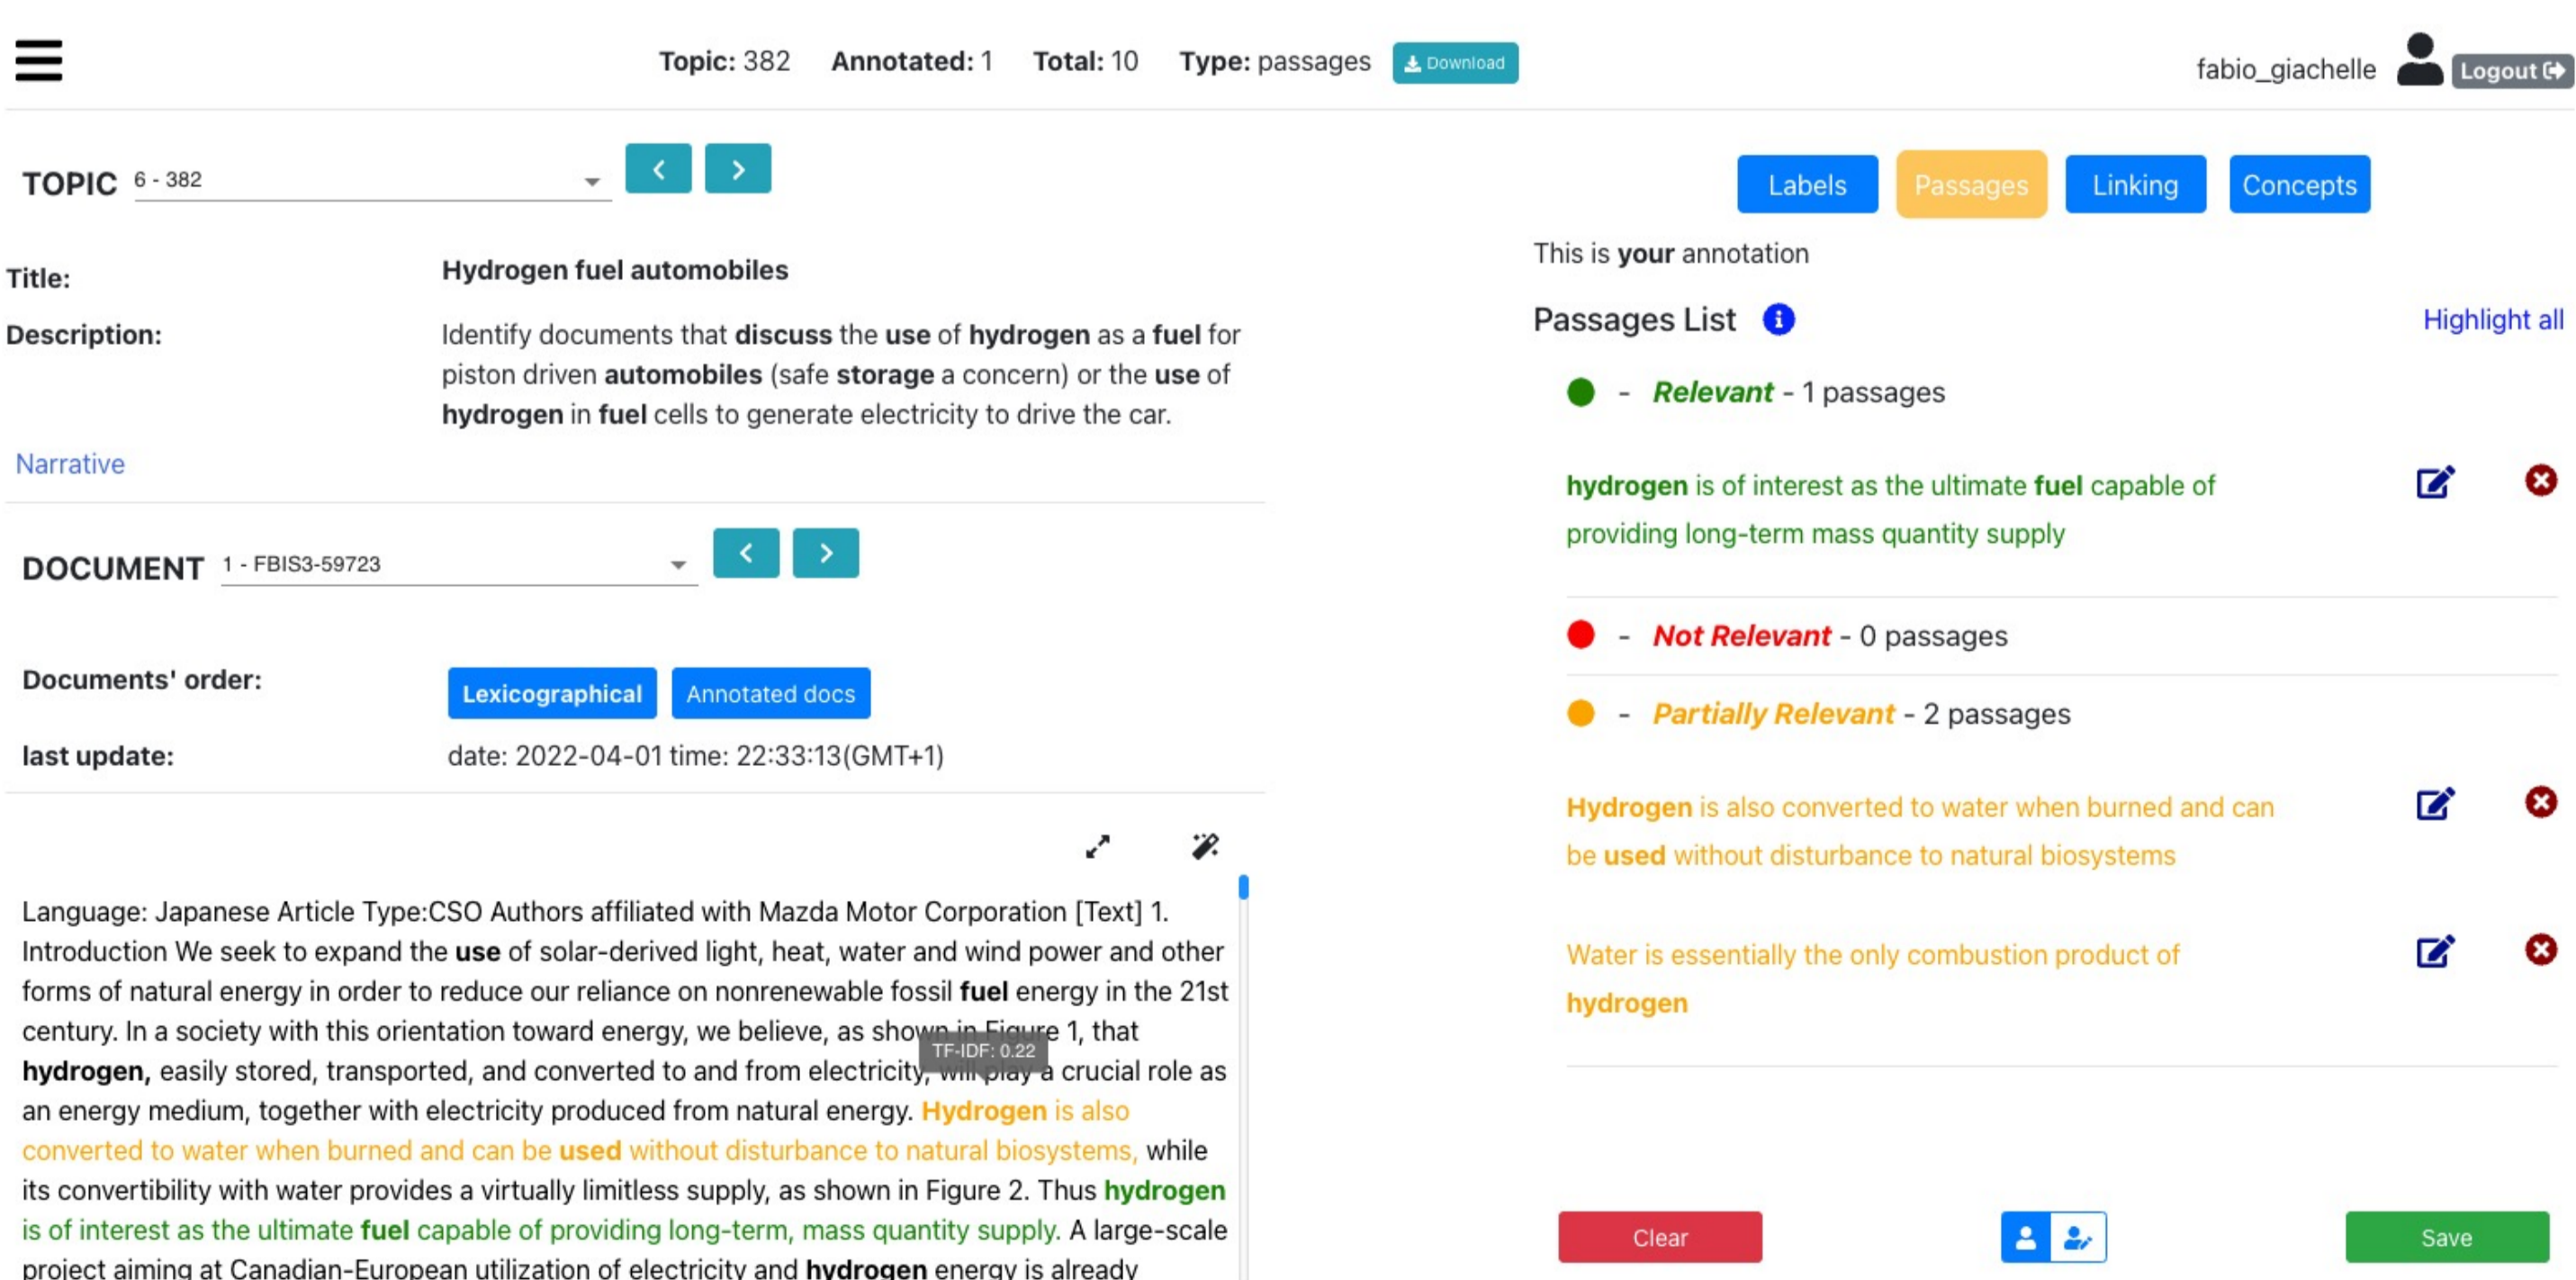 Topic: 382 Annotated: 1 Total: 10 Type: passages Download
fabio_giachelle Logout
TOPIC 6 - 382
Title: Hydrogen fuel automobiles
Description: Identify documents that discuss the use of hydrogen as a fuel for
piston driven automobiles (safe storage a concern) or the use of
hydrogen in fuel cells to generate electricity to drive the car.
Narrative
DOCUMENT 1 - FBIS3-59723
Documents' order: Lexicographical Annotated docs
last update: date: 2022-04-01 time: 22:33:13(GMT+1)
Language: Japanese Article Type:CSO Authors affiliated with Mazda Motor Corporation [Text] 1.
Introduction We seek to expand the use of solar-derived light, heat, water and wind power and other
forms of natural energy in order to reduce our reliance on nonrenewable fossil fuel energy in the 21st
century. In a society with this orientation toward energy, we believe, as shown in Figure 1, that
TF-IDF: 0.22
hydrogen, easily stored, transported, and converted to and from electricity, will play a crucial role as
an energy medium, together with electricity produced from natural energy. Hydrogen is also
converted to water when burned and can be used without disturbance to natural biosystems, while
its convertibility with water provides a virtually limitless supply, as shown in Figure 2. Thus hydrogen
is of interest as the ultimate fuel capable of providing long-term, mass quantity supply. A large-scale
project aiming at Canadian-European utilization of electricity and hydrogen energy is already
Labels Passages Linking Concepts
This is your annotation
Passages List Highlight all
- Relevant - 1 passages
hydrogen is of interest as the ultimate fuel capable of
providing long-term mass quantity supply
- Not Relevant - 0 passages
- Partially Relevant - 2 passages
Hydrogen is also converted to water when burned and can
be used without disturbance to natural biosystems
Water is essentially the only combustion product of
hydrogen
Clear Save